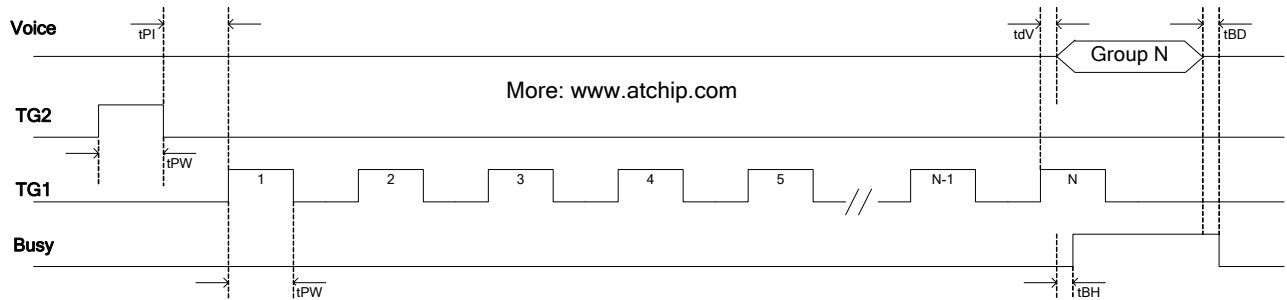 Voice
tPI
tdV
Group N
tBD
More: www.atchip.com
TG2
tPW
TG1
1
2
3
4
5
N-1
N
Busy
tPW
tBH